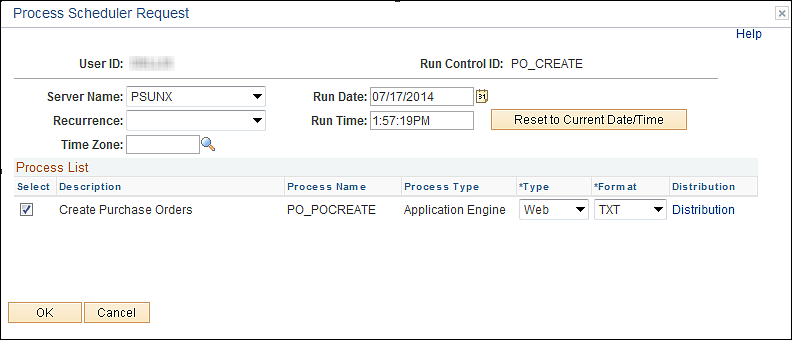 Process Scheduler Request
Help
User ID: Run Control ID: PO_CREATE
Server Name: PSUNX Run Date: 07/17/2014 31
Recurrence: Run Time: 1:57:19PM Reset to Current Date/Time
Time Zone:
Process List
Select Description Process Name Process Type *Type *Format Distribution
Create Purchase Orders PO_POCREATE Application Engine Web TXT Distribution
OK Cancel